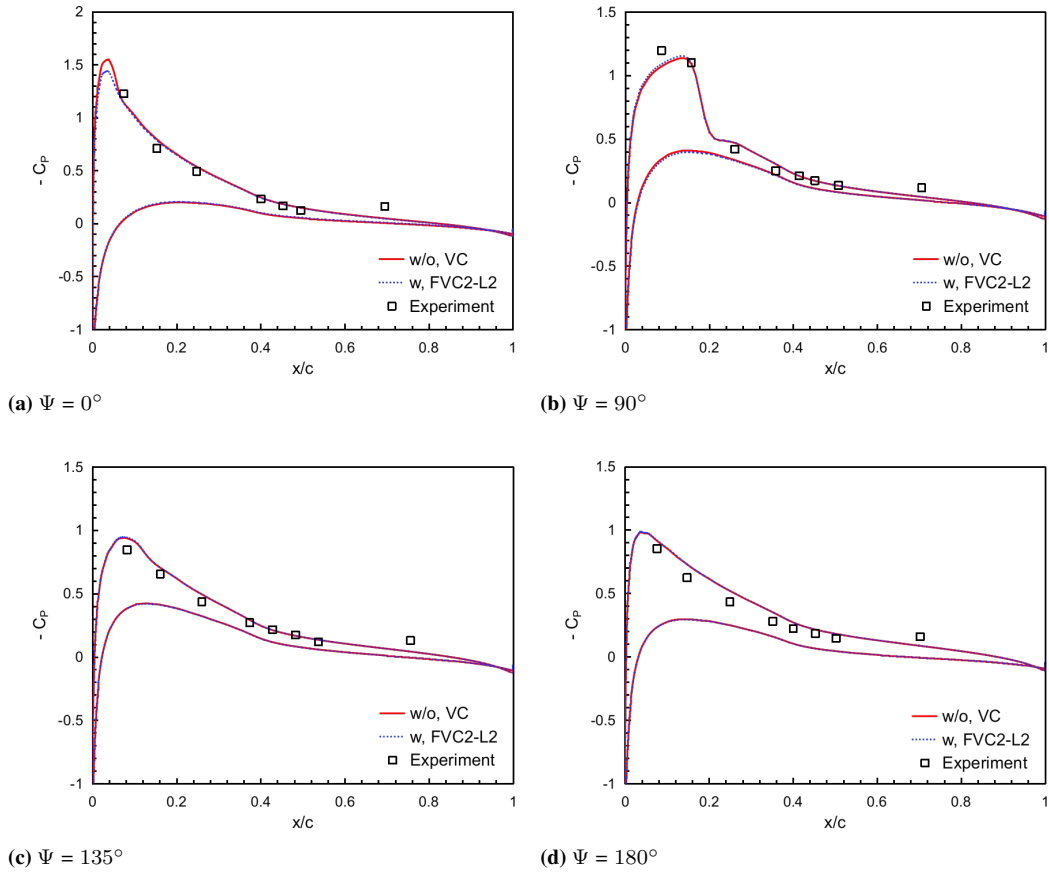 2
1.5
1
0.5
0
-0.5
-1
- CP
0 0.2 0.4 0.6 0.8 1
x/c
w/o, VC
w, FVC2-L2
Experiment
(a) Ψ = 0°
1.5
1
0.5
0
-0.5
-1
- CP
0 0.2 0.4 0.6 0.8 1
x/c
w/o, VC
w, FVC2-L2
Experiment
(b) Ψ = 90°
1.5
1
0.5
0
-0.5
-1
- CP
0 0.2 0.4 0.6 0.8 1
x/c
w/o, VC
w, FVC2-L2
Experiment
(c) Ψ = 135°
1.5
1
0.5
0
-0.5
-1
- CP
0 0.2 0.4 0.6 0.8 1
x/c
w/o, VC
w, FVC2-L2
Experiment
(d) Ψ = 180°